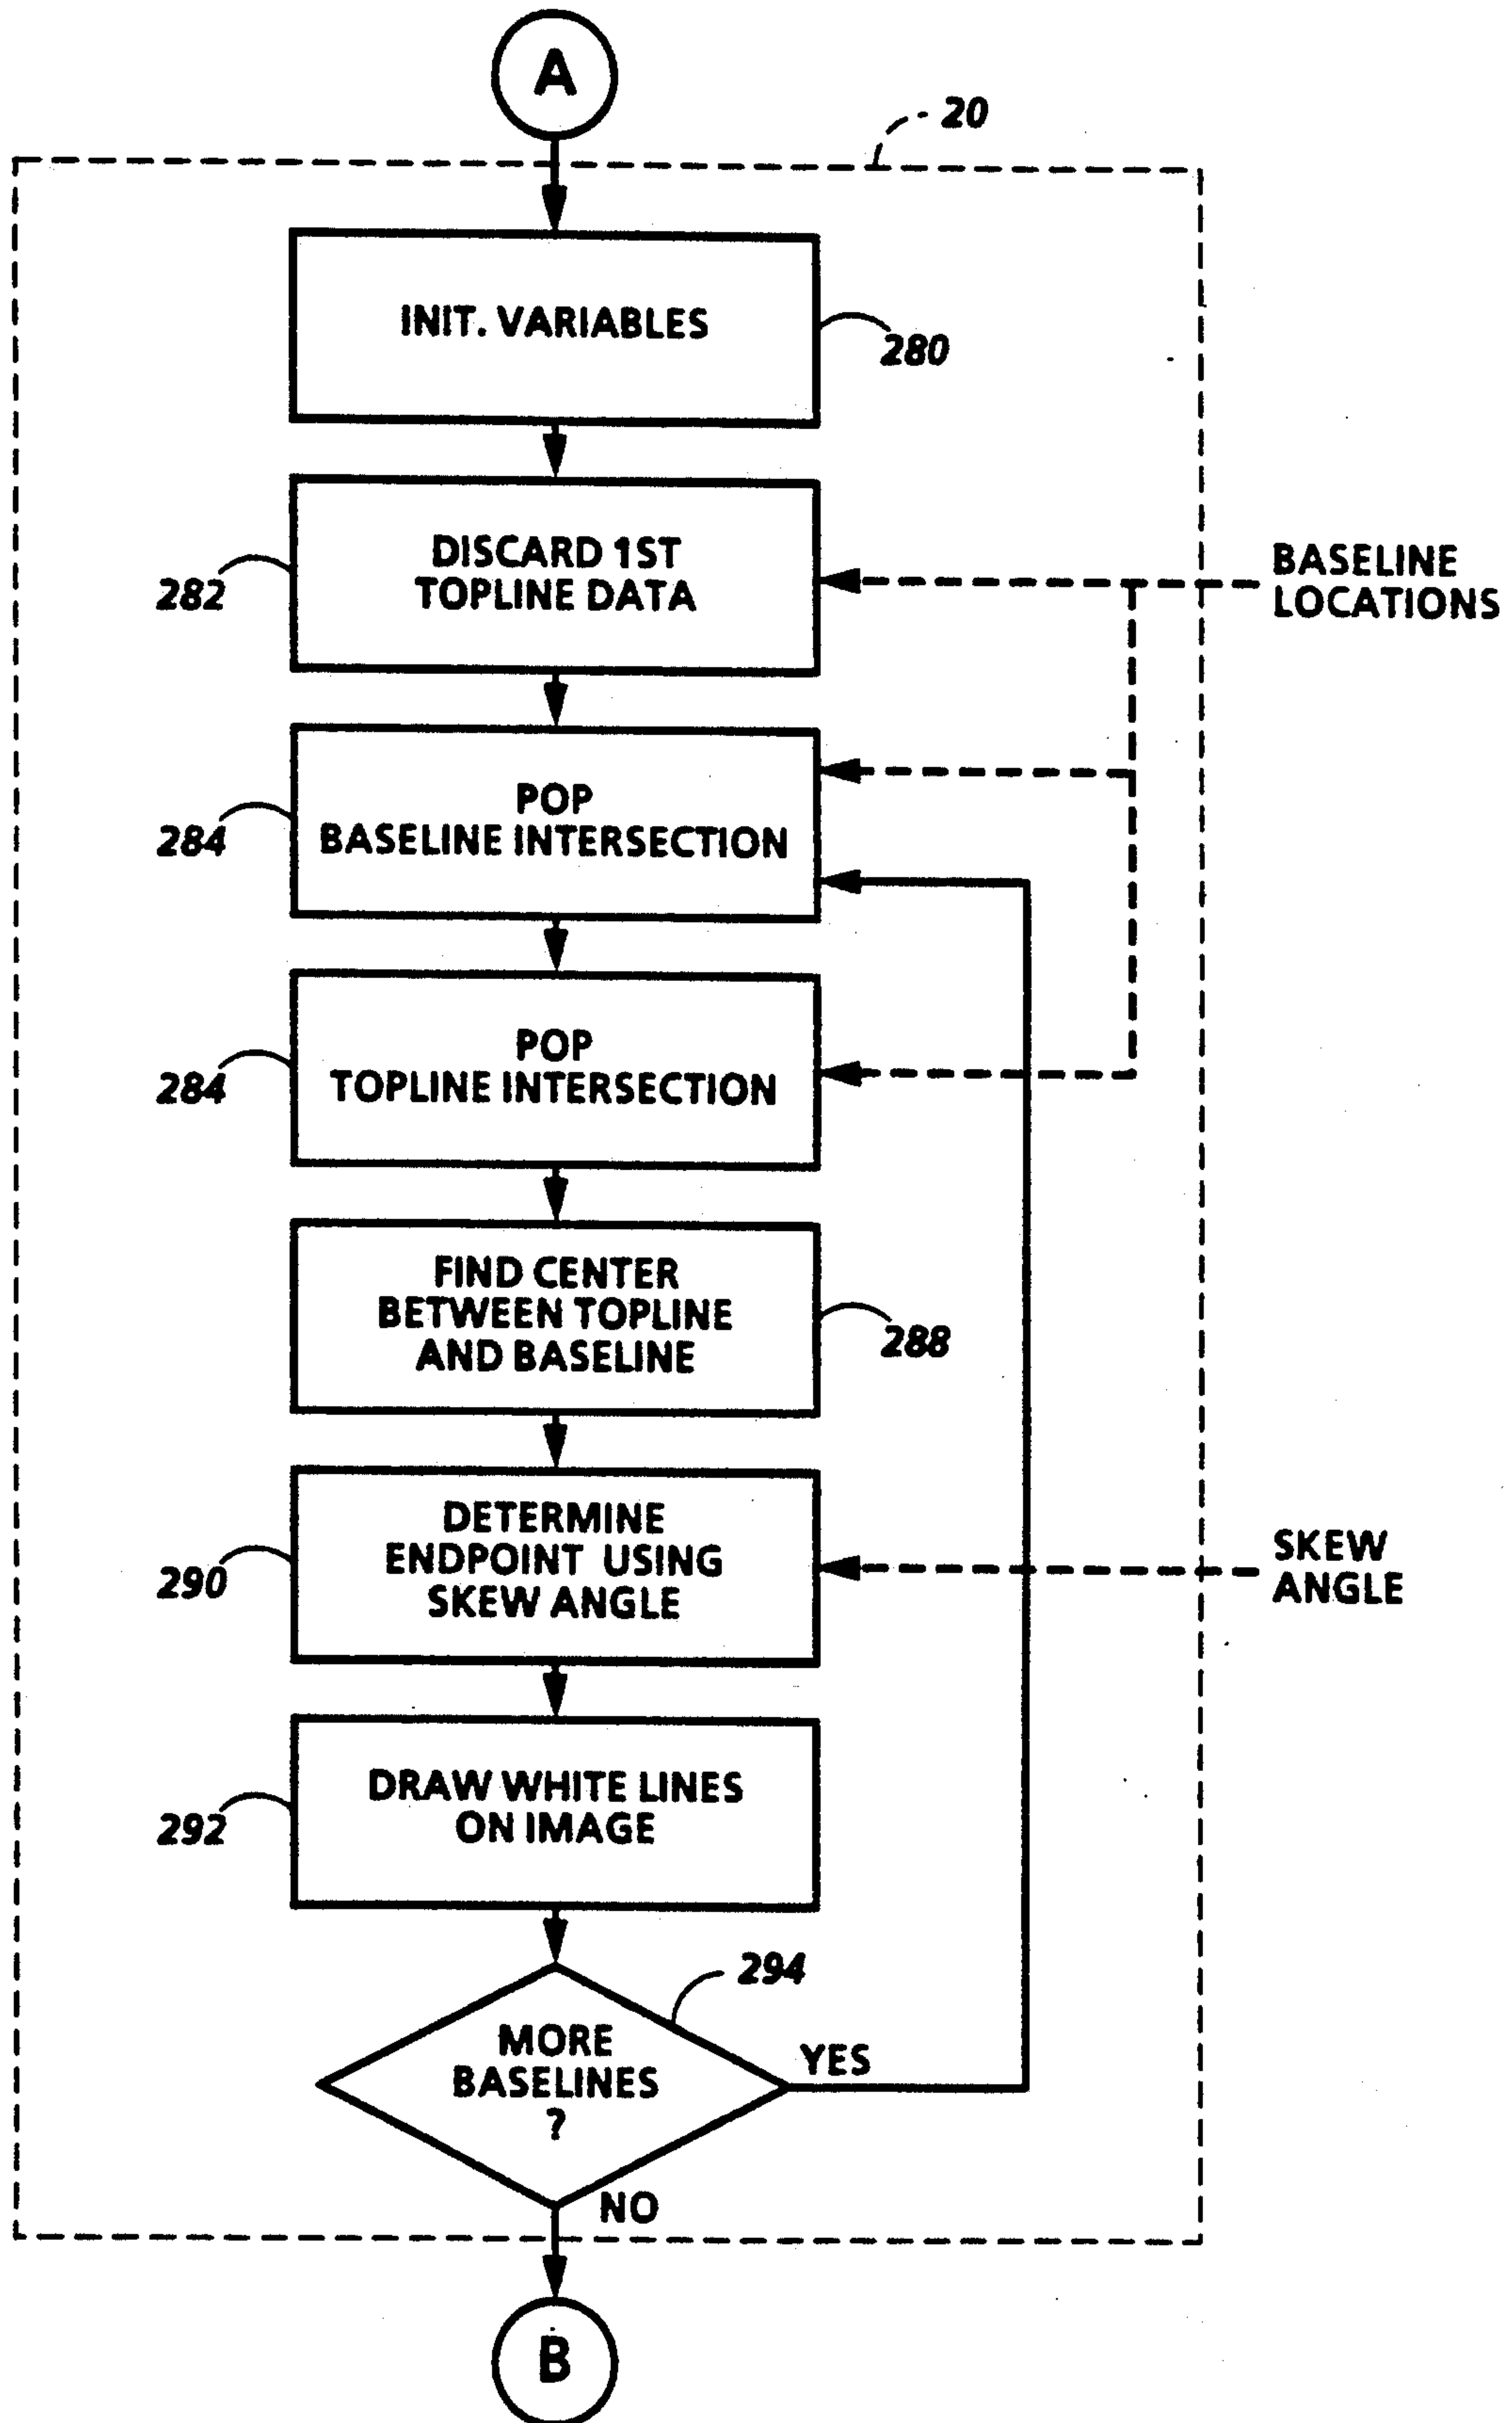 A
20
INIT. VARIABLES
280
DISCARD 1ST
TOPLINE DATA
282
BASELINE
LOCATIONS
POP
BASELINE INTERSECTION
284
POP
TOPLINE INTERSECTION
284
FIND CENTER
BETWEEN TOPLINE
AND BASELINE
288
DETERMINE
ENDPOINT USING
SKEW ANGLE
290
SKEW
ANGLE
DRAW WHITE LINES
ON IMAGE
292
294
MORE
BASELINES
?
YES
NO
B